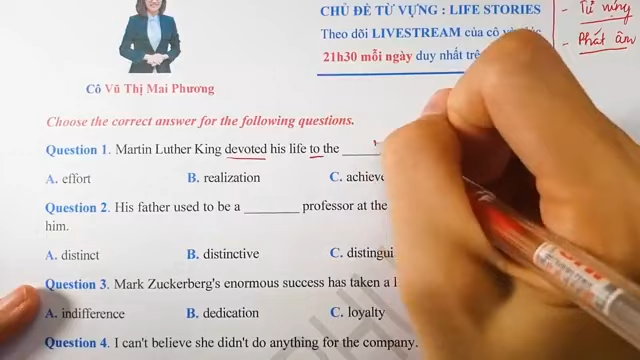 CHỦ ĐỀ TỪ VỰNG : LIFE STORIES
Theo dõi LIVESTREAM của cô
21h30 mỗi ngày duy nhất
- Từ vựng
- Phát âm
Cô Vũ Thị Mai Phương
Choose the correct answer for the following questions.
Question 1. Martin Luther King devoted his life to the ________
A. effort B. realization C. achieve
Question 2. His father used to be a ________ professor at the
him.
A. distinct B. distinctive C. distingui
Question 3. Mark Zuckerberg's enormous success has taken a
A. indifference B. dedication C. loyalty
Question 4. I can't believe she didn't do anything for the company.